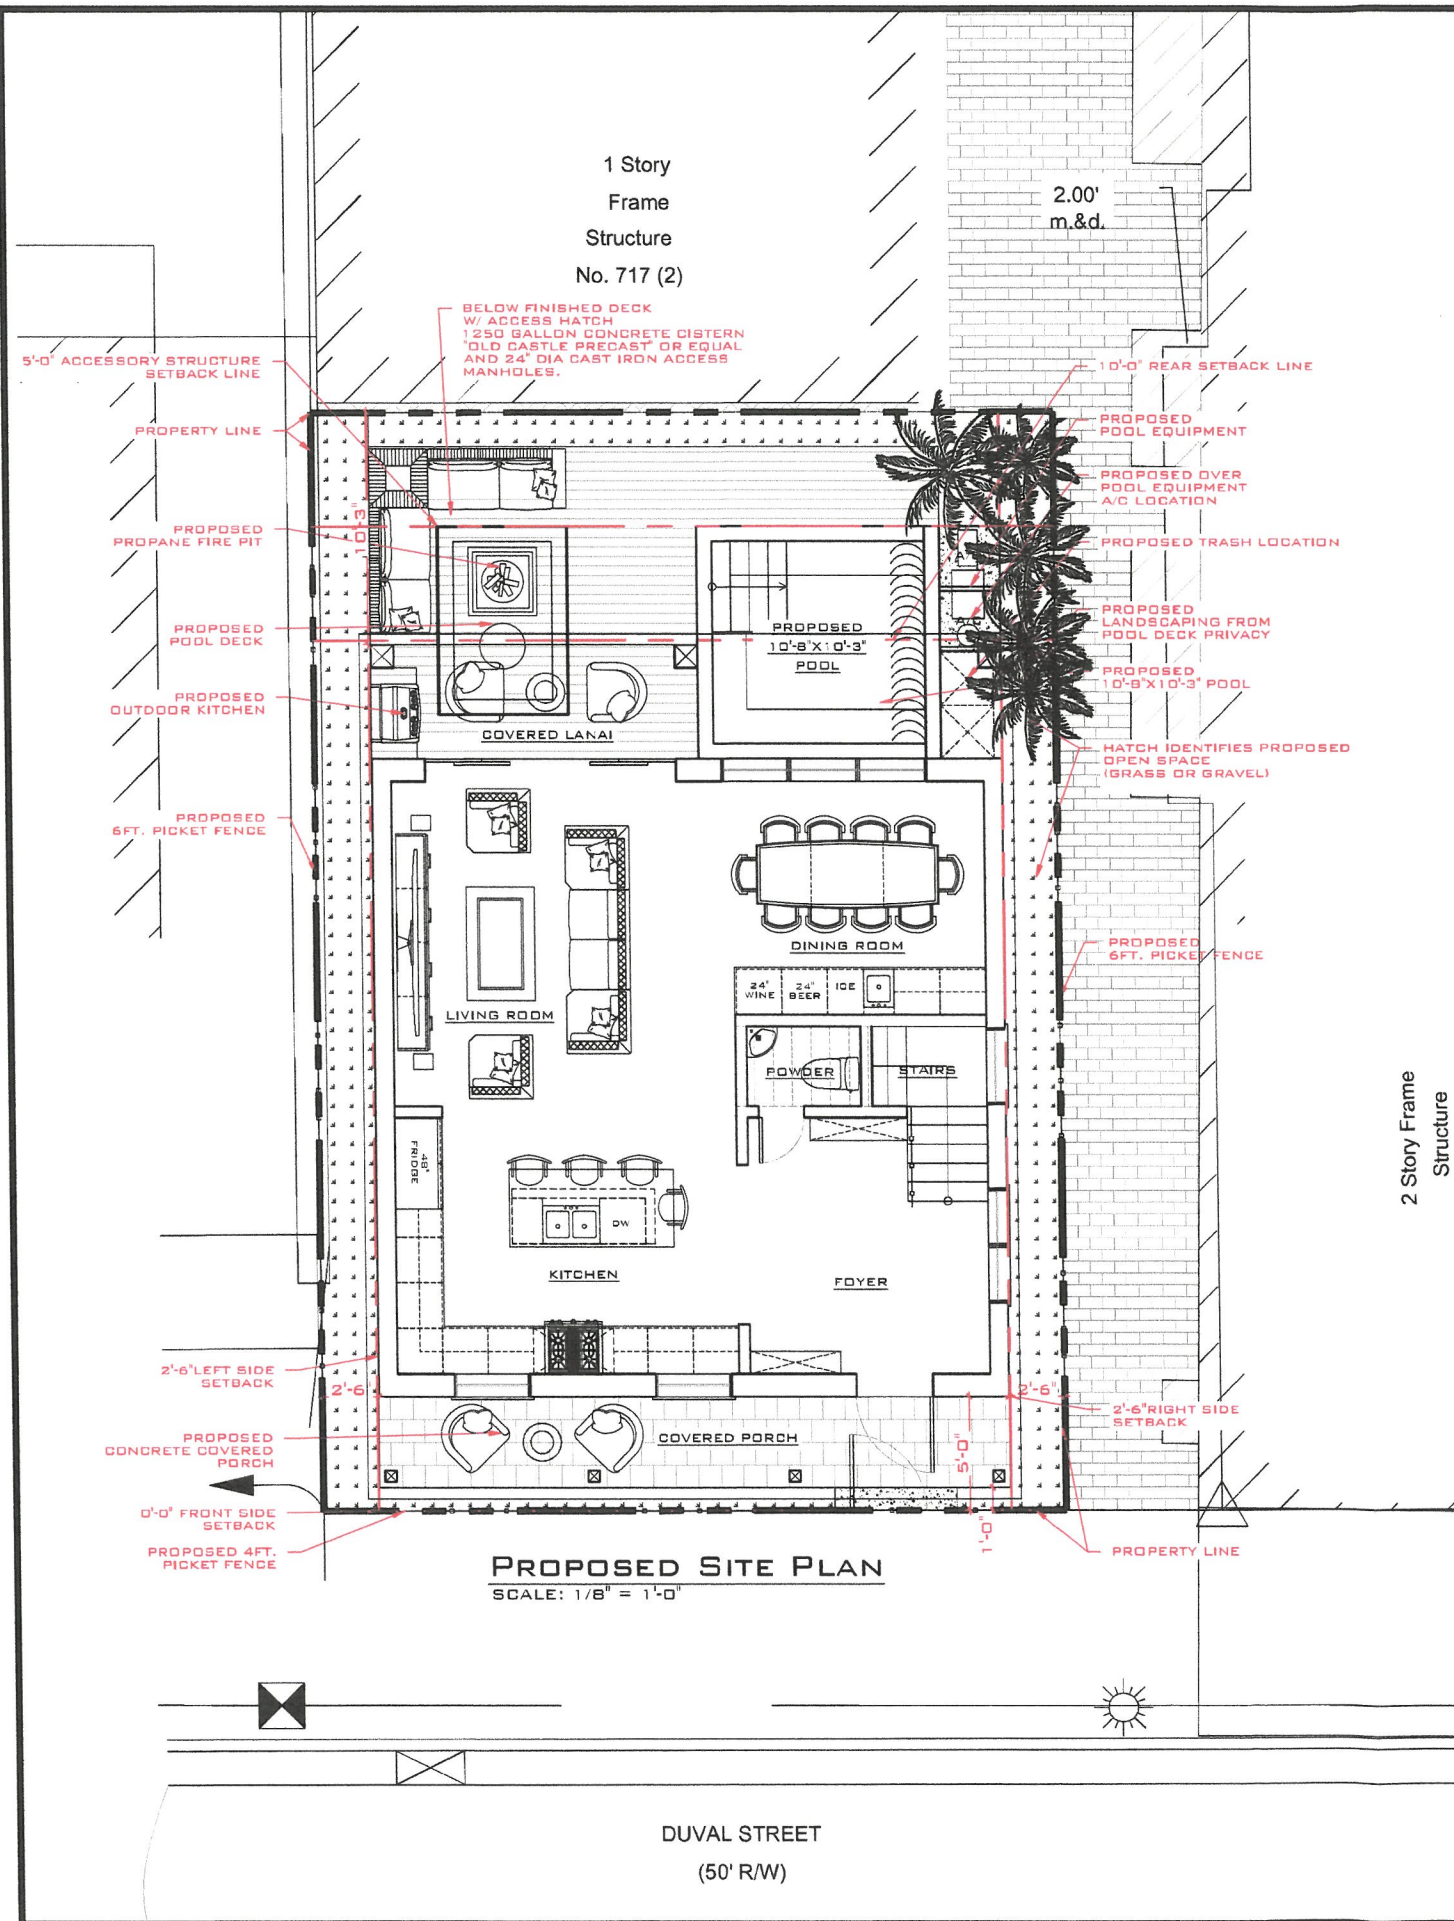 1 Story
Frame
Structure
No. 717 (2)
2.00'
m.&d.
BELOW FINISHED DECK
W/ ACCESS HATCH
1250 GALLON CONCRETE CISTERN
"OLD CASTLE PRECAST" OR EQUAL
AND 24" DIA CAST IRON ACCESS
MANHOLES.
5'-0" ACCESSORY STRUCTURE
SETBACK LINE
10'-0" REAR SETBACK LINE
PROPERTY LINE
PROPOSED
POOL EQUIPMENT
PROPOSED OVER
POOL EQUIPMENT
A/C LOCATION
10'-3"
PROPOSED
PROPANE FIRE PIT
PROPOSED TRASH LOCATION
PROPOSED
LANDSCAPING FROM
POOL DECK PRIVACY
PROPOSED
POOL DECK
PROPOSED
10'-8"X10'-3"
POOL
PROPOSED
10'-8"X10'-3" POOL
PROPOSED
OUTDOOR KITCHEN
COVERED LANAI
HATCH IDENTIFIES PROPOSED
OPEN SPACE
(GRASS OR GRAVEL)
PROPOSED
6FT. PICKET FENCE
DINING ROOM
PROPOSED
6FT. PICKET FENCE
24"
WINE
24"
BEER
ICE
LIVING ROOM
POWDER
STAIRS
2 Story Frame
Structure
48"
FRIDGE
DW
KITCHEN
FOYER
2'-6"LEFT SIDE
SETBACK
2'-6
2'-6"
2'-6"RIGHT SIDE
SETBACK
PROPOSED
CONCRETE COVERED
PORCH
COVERED PORCH
5'-0"
0'-0" FRONT SIDE
SETBACK
1'-0"
PROPOSED 4FT.
PICKET FENCE
PROPERTY LINE
PROPOSED SITE PLAN
SCALE: 1/8" = 1'-0"
DUVAL STREET
(50' R/W)